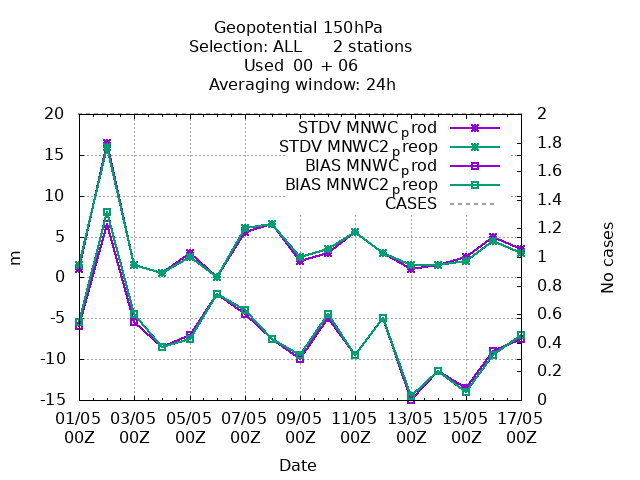 Geopotential 150hPa
Selection: ALL 2 stations
Used 00 + 06
Averaging window: 24h
20 2
15 1.8
10 1.6
5 1.4
0 1.2
-5 1
-10 0.8
-15 0.6
0.4
0.2
0
STDV MNWC_prod
STDV MNWC2_preop
BIAS MNWC_prod
BIAS MNWC2_preop
CASES
m
No cases
01/05 03/05 05/05 07/05 09/05 11/05 13/05 15/05 17/05
00Z 00Z 00Z 00Z 00Z 00Z 00Z 00Z 00Z
Date